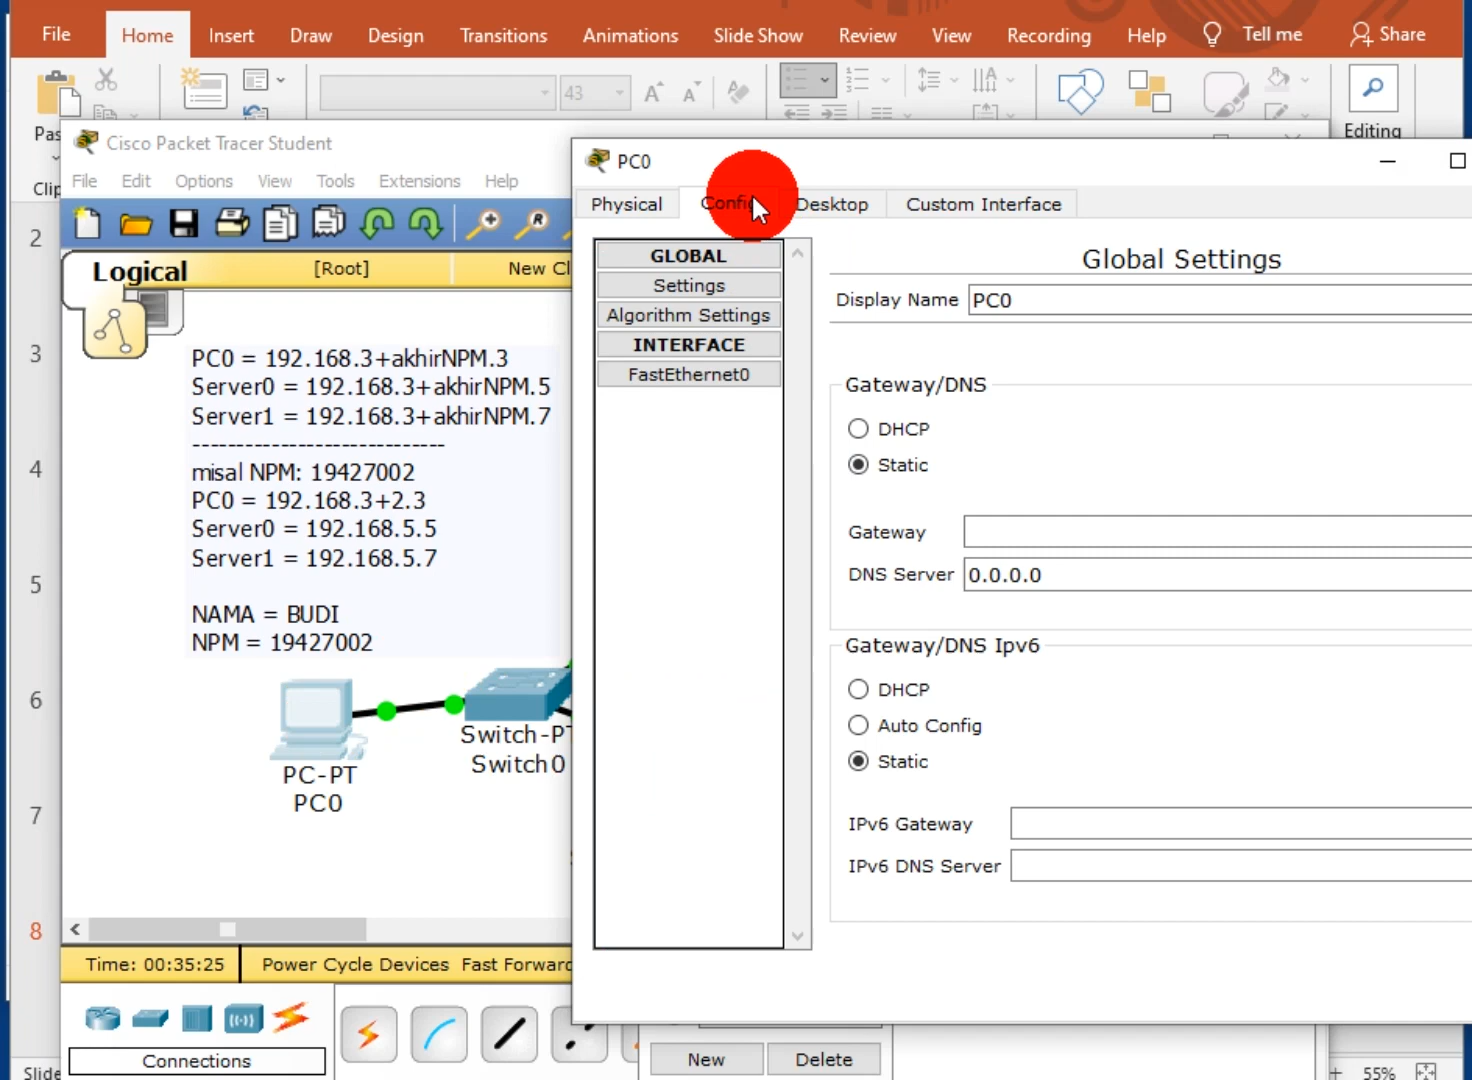 File Home Insert Draw Design Transitions Animations Slide Show Review View Recording Help Tell me Share
43
Editing
Cisco Packet Tracer Student
File Edit Options View Tools Extensions Help
Logical [Root]
PC0 = 192.168.3+akhirNPM.3
Server0 = 192.168.3+akhirNPM.5
Server1 = 192.168.3+akhirNPM.7
----------------------------
misal NPM: 19427002
PC0 = 192.168.3+2.3
Server0 = 192.168.5.5
Server1 = 192.168.5.7
NAMA = BUDI
NPM = 19427002
PC-PT
PC0
Switch-PT
Switch0
2
3
4
5
6
7
8
PC0
Physical Config Desktop Custom Interface
GLOBAL
Settings
Algorithm Settings
INTERFACE
FastEthernet0
Global Settings
Display Name PC0
Gateway/DNS
DHCP
Static
Gateway
DNS Server 0.0.0.0
Gateway/DNS Ipv6
DHCP
Auto Config
Static
IPv6 Gateway
IPv6 DNS Server
Time: 00:35:25 Power Cycle Devices Fast Forward
Connections
New Delete
55%